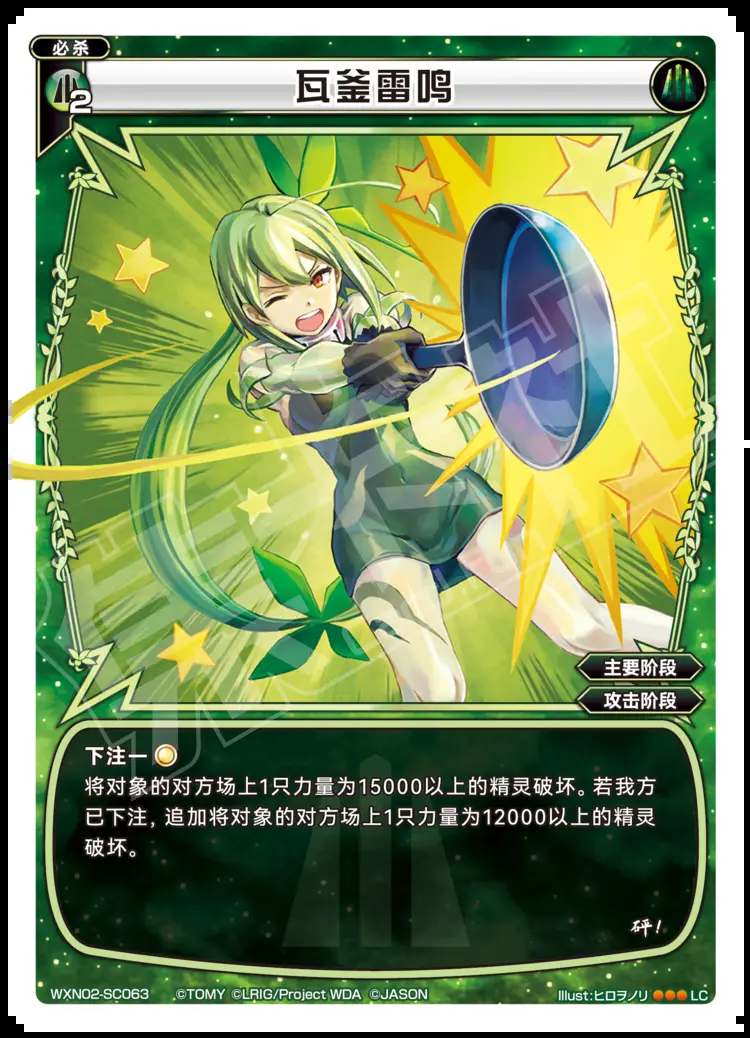 必杀
瓦釜雷鸣
2
主要阶段
攻击阶段
下注一
将对象的对方场上1只力量为15000以上的精灵破坏。若我方
已下注，追加将对象的对方场上1只力量为12000以上的精灵
破坏。
砰！
WXN02-SC063 ©TOMY ©LRIG/Project WDA ©JASON Illust:ヒロヲノリ LC